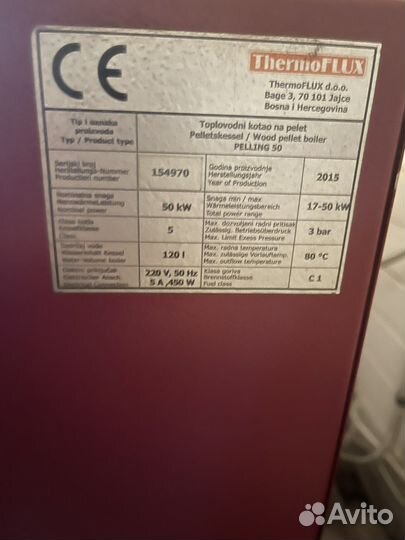 CE
ThermoFLUX
ThermoFLUX d.o.o.
Bage 3, 70 101 Jajce
Bosna i Hercegovina
Tip i oznaka
proizvoda
Typ / Product type
Toplovodni kotao na pelet
Pelletskessel / Wood pellet boiler
PELLING 50
Serijski broj
Herstellungs-Nummer
Production number
154970
Godina proizvodnje
Herstellungsjahr
Year of Production
2015
Nominalna snaga
Nennwärmeleistung
Nominel power
50 kW
Snaga min / max
Wärmeleistungsbereich
Total power range
17-50 kW
Klasa kotla
Kesselklasse
Class
5
Max. dozvoljeni radni pritisak
Zulässig. Betriebsüberdruck
Max. Limit Exess Pressure
3 bar
Sadržaj vode
Wasserinhalt Kessel
Water volume boiler
120 l
Max. radna temperatura
Max. zulässige Vorlauftemp.
Max. outflow temperature
80 °C
Elektr. priključak
Elektrischer Ansch.
Electrical Connection
220 V, 50 Hz
5 A ,450 W
Klasa goriva
Brennstoffklasse
Fuel class
C 1
Avito